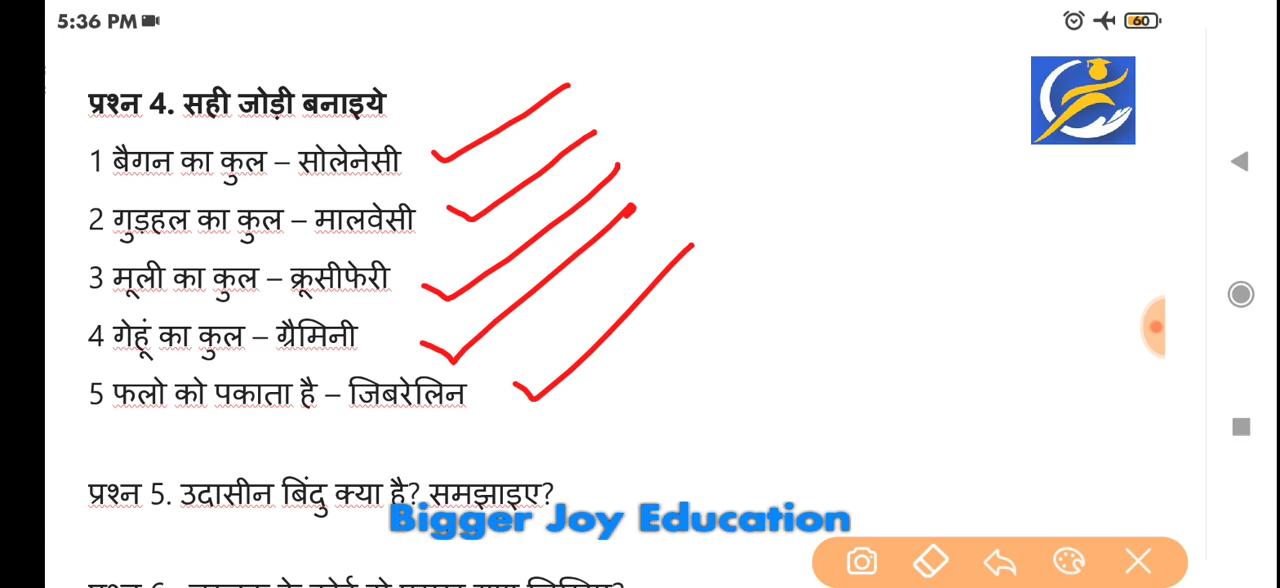 5:36 PM
60
प्रश्न 4. सही जोड़ी बनाइये
1 बैगन का कुल – सोलेनेसी
2 गुड़हल का कुल – मालवेसी
3 मूली का कुल – क्रूसीफेरी
4 गेहूं का कुल – ग्रैमिनी
5 फलो को पकाता है – जिबरेलिन
प्रश्न 5. उदासीन बिंदु क्या है? समझाइए?
Bigger Joy Education